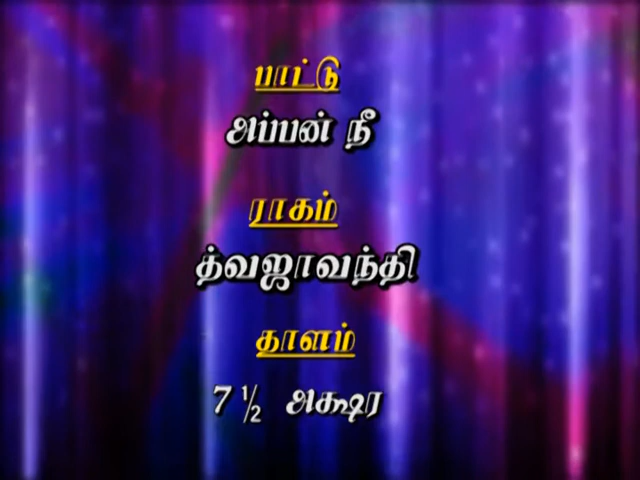 பாட்டு
அப்பன் நீ
ராகம்
த்வஜாவந்தி
தாளம்
7 ½ அக்ஷர